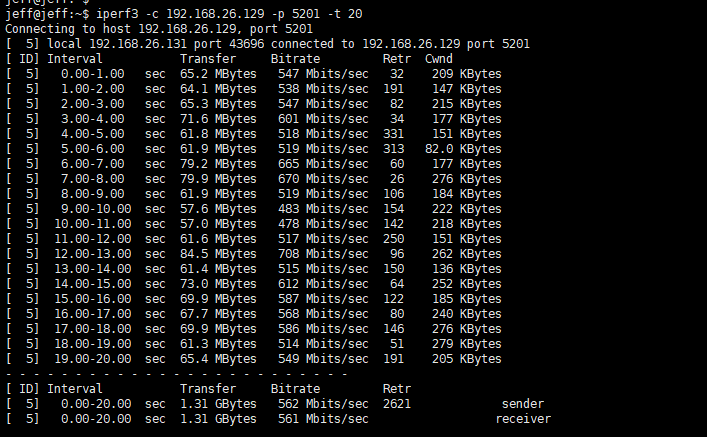 jeff@jeff:~$
jeff@jeff:~$ iperf3 -c 192.168.26.129 -p 5201 -t 20
Connecting to host 192.168.26.129, port 5201
[  5] local 192.168.26.131 port 43696 connected to 192.168.26.129 port 5201
[ ID] Interval           Transfer     Bitrate         Retr  Cwnd
[  5]   0.00-1.00   sec  65.2 MBytes   547 Mbits/sec   32    209 KBytes
[  5]   1.00-2.00   sec  64.1 MBytes   538 Mbits/sec  191    147 KBytes
[  5]   2.00-3.00   sec  65.3 MBytes   547 Mbits/sec   82    215 KBytes
[  5]   3.00-4.00   sec  71.6 MBytes   601 Mbits/sec   34    177 KBytes
[  5]   4.00-5.00   sec  61.8 MBytes   518 Mbits/sec  331    151 KBytes
[  5]   5.00-6.00   sec  61.9 MBytes   519 Mbits/sec  313   82.0 KBytes
[  5]   6.00-7.00   sec  79.2 MBytes   665 Mbits/sec   60    177 KBytes
[  5]   7.00-8.00   sec  79.9 MBytes   670 Mbits/sec   26    276 KBytes
[  5]   8.00-9.00   sec  61.9 MBytes   519 Mbits/sec  106    184 KBytes
[  5]   9.00-10.00  sec  57.6 MBytes   483 Mbits/sec  154    222 KBytes
[  5]  10.00-11.00  sec  57.0 MBytes   478 Mbits/sec  142    218 KBytes
[  5]  11.00-12.00  sec  61.6 MBytes   517 Mbits/sec  250    151 KBytes
[  5]  12.00-13.00  sec  84.5 MBytes   708 Mbits/sec   96    262 KBytes
[  5]  13.00-14.00  sec  61.4 MBytes   515 Mbits/sec  150    136 KBytes
[  5]  14.00-15.00  sec  73.0 MBytes   612 Mbits/sec   64    252 KBytes
[  5]  15.00-16.00  sec  69.9 MBytes   587 Mbits/sec  122    185 KBytes
[  5]  16.00-17.00  sec  67.7 MBytes   568 Mbits/sec   80    240 KBytes
[  5]  17.00-18.00  sec  69.9 MBytes   586 Mbits/sec  146    276 KBytes
[  5]  18.00-19.00  sec  61.3 MBytes   514 Mbits/sec   51    279 KBytes
[  5]  19.00-20.00  sec  65.4 MBytes   549 Mbits/sec  191    205 KBytes
- - - - - - - - - - - - - - - - - - - - - - - - -
[ ID] Interval           Transfer     Bitrate         Retr
[  5]   0.00-20.00  sec  1.31 GBytes   562 Mbits/sec  2621             sender
[  5]   0.00-20.00  sec  1.31 GBytes   561 Mbits/sec                  receiver